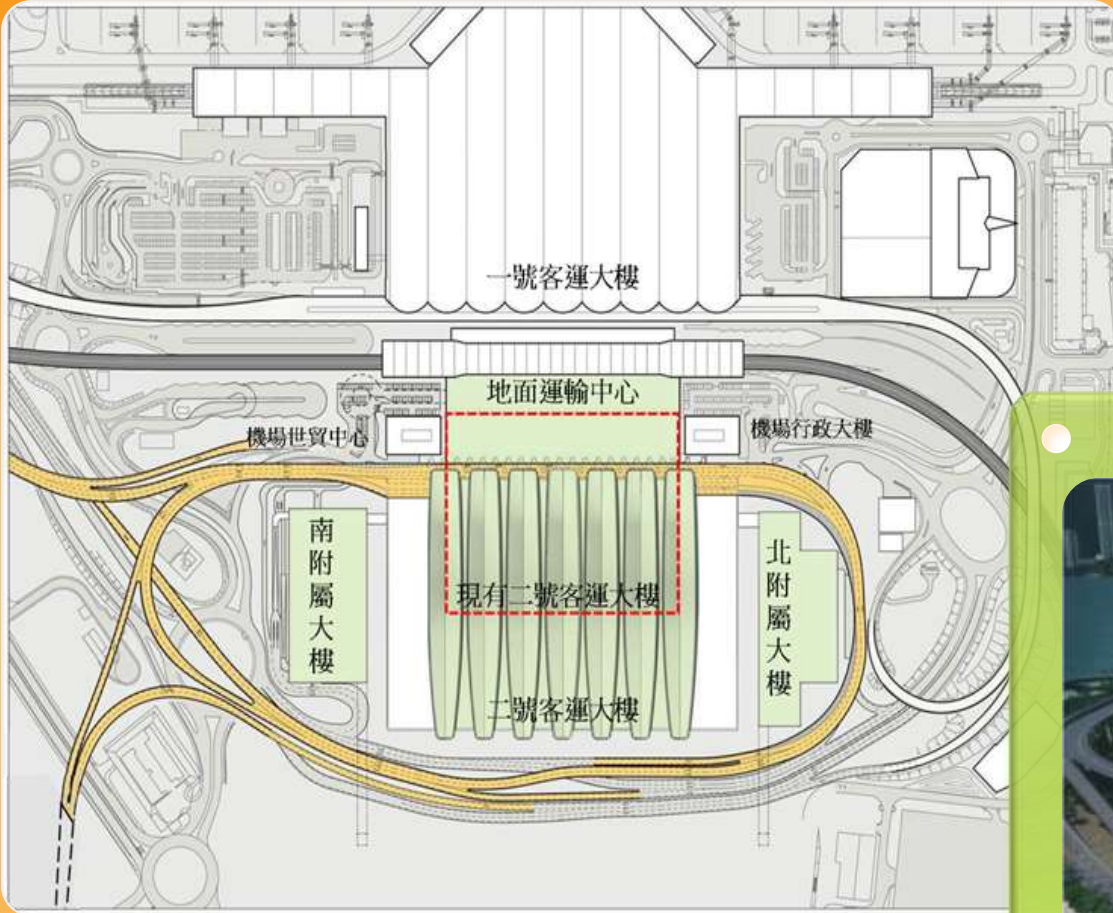 一號客運大樓
地面運輸中心
機場世貿中心
機場行政大樓
南附屬大樓
現有二號客運大樓
北附屬大樓
二號客運大樓